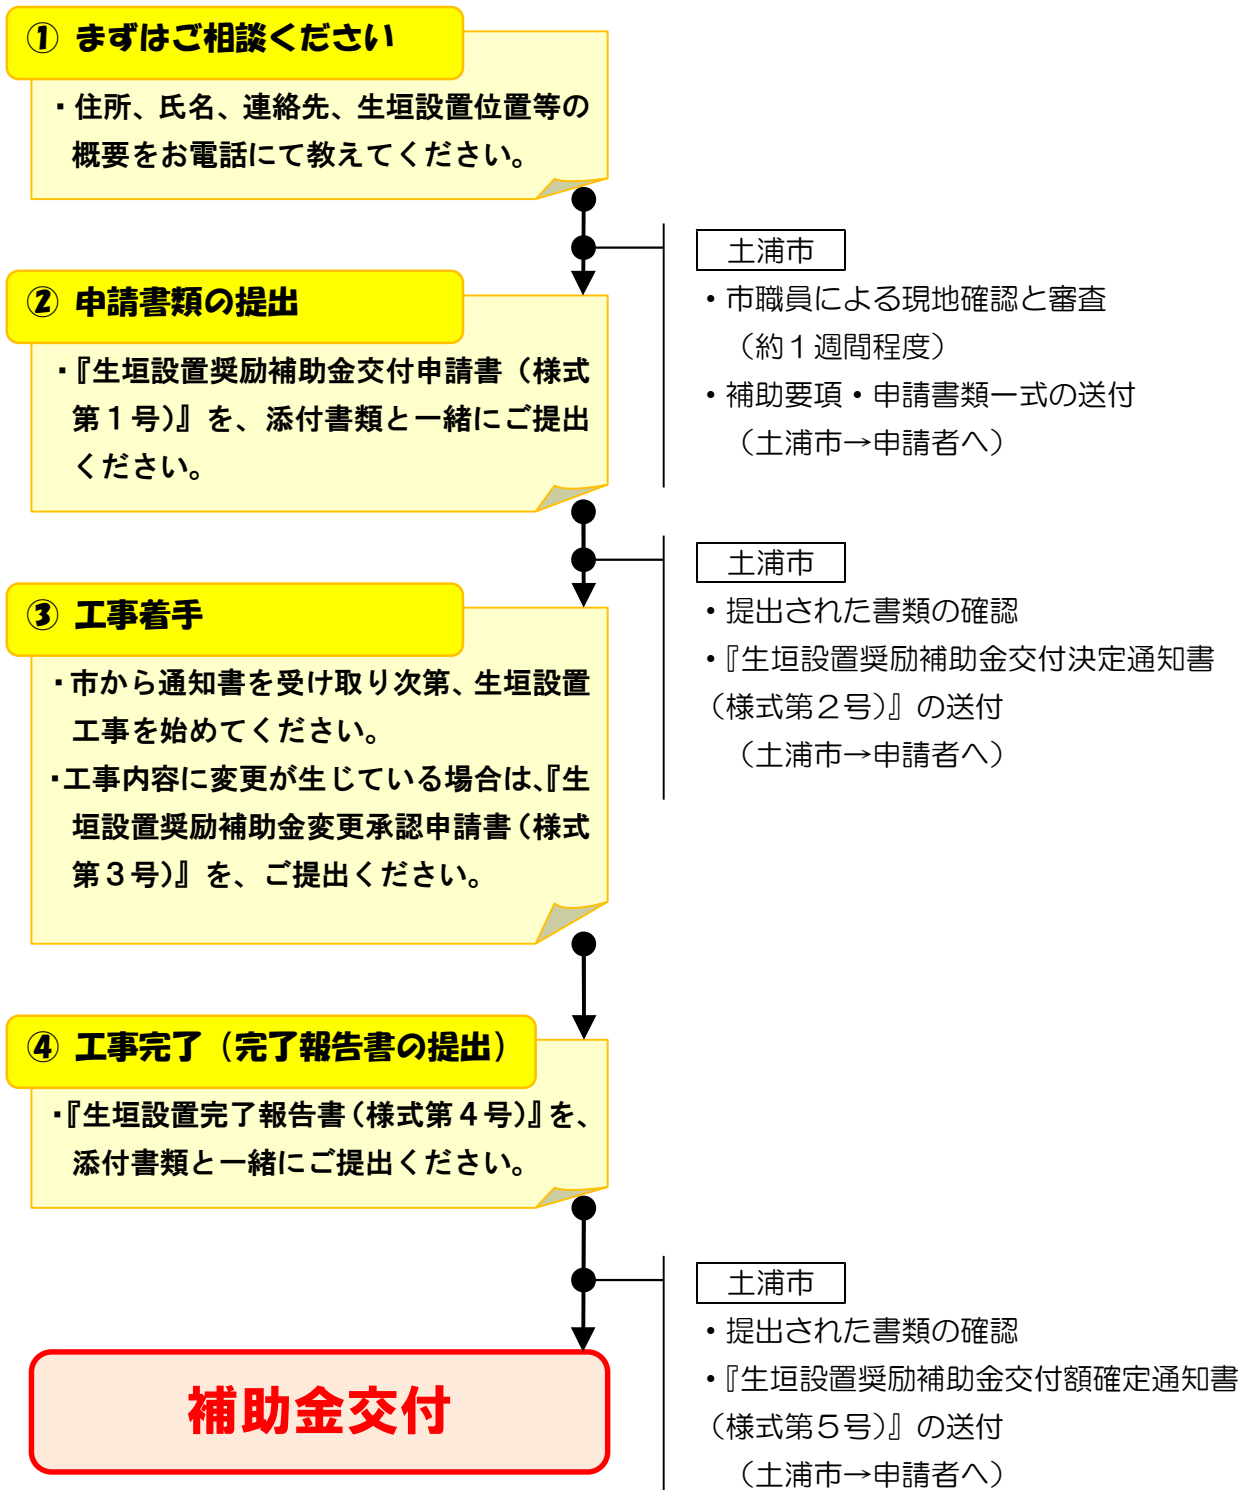 ① まずはご相談ください
・住所、氏名、連絡先、生垣設置位置等の
概要をお電話にて教えてください。
土浦市
・市職員による現地確認と審査
（約１週間程度）
・補助要項・申請書類一式の送付
（土浦市→申請者へ）
② 申請書類の提出
・『生垣設置奨励補助金交付申請書（様式
第１号）』を、添付書類と一緒にご提出
ください。
土浦市
・提出された書類の確認
・『生垣設置奨励補助金交付決定通知書
（様式第２号）』の送付
（土浦市→申請者へ）
③ 工事着手
・市から通知書を受け取り次第、生垣設置
工事を始めてください。
・工事内容に変更が生じている場合は、『生
垣設置奨励補助金変更承認申請書（様式
第３号）』を、ご提出ください。
④ 工事完了（完了報告書の提出）
・『生垣設置完了報告書（様式第４号）』を、
添付書類と一緒にご提出ください。
土浦市
・提出された書類の確認
・『生垣設置奨励補助金交付額確定通知書
（様式第５号）』の送付
（土浦市→申請者へ）
補助金交付